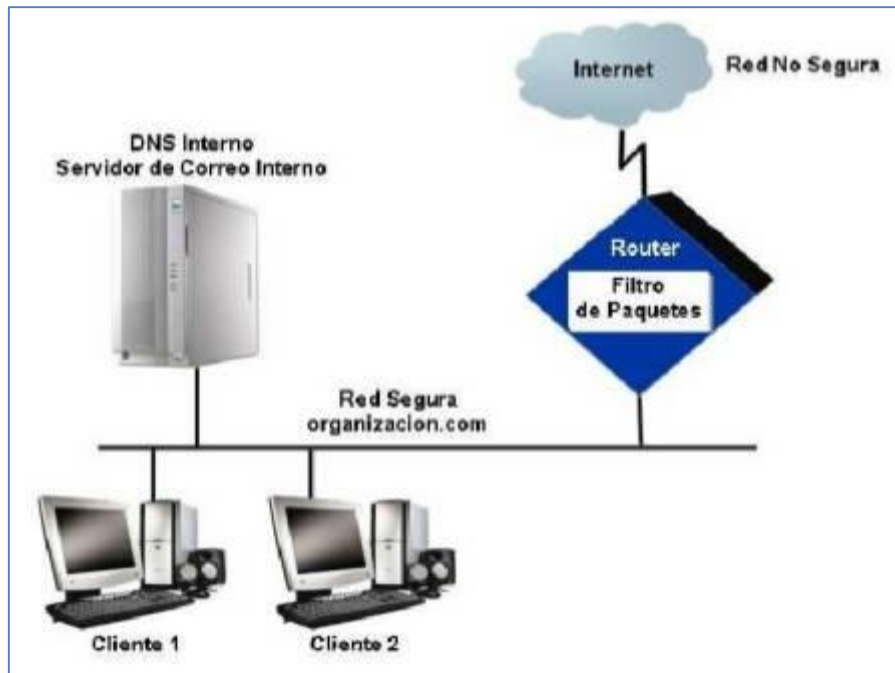 Internet
Red No Segura
DNS Interno
Servidor de Correo Interno
Router
Filtro
de Paquetes
Red Segura
organizacion.com
Cliente 1
Cliente 2